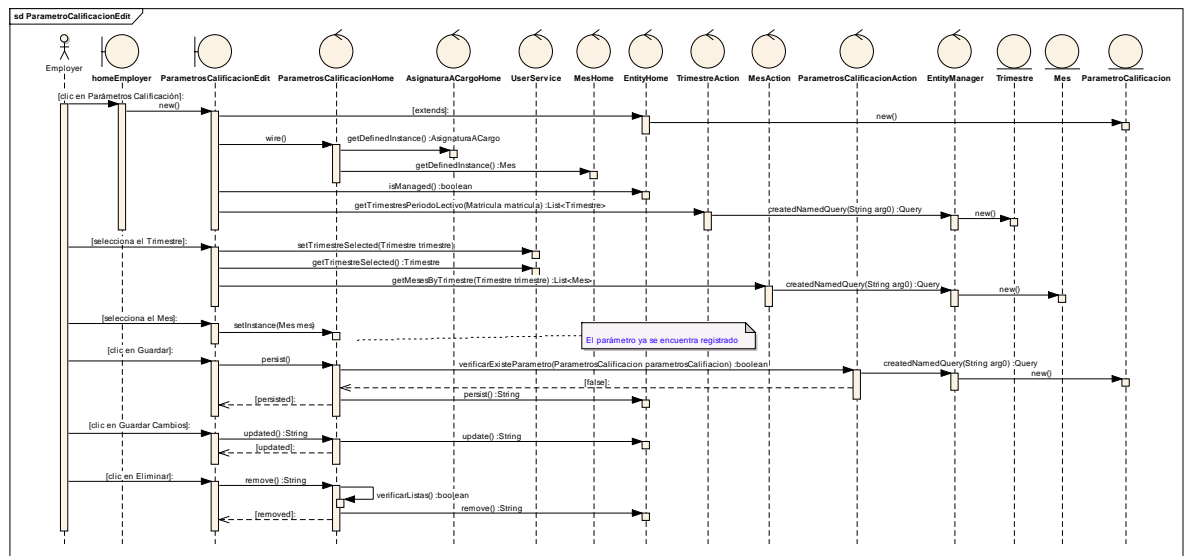 sd ParametroCalificacionEdit
Employer
homeEmployer
ParametrosCalificacionEdit
ParametrosCalificacionHome
AsignaturaACargoHome
UserService
MesHome
EntityHome
TrimestreAction
MesAction
ParametrosCalificacionAction
EntityManager
Trimestre
Mes
ParametroCalificacion
[clic en Parámetros Calificación]:
new()
[extends]:
new()
wire()
getDefinedInstance() :AsignaturaACargo
getDefinedInstance() :Mes
isManaged() :boolean
getTrimestresPeriodoLectivo(Matricula matricula) :List<Trimestre>
createdNamedQuery(String arg0) :Query
new()
[selecciona el Trimestre]:
setTrimestreSelected(Trimestre trimestre)
getTrimestreSelected() :Trimestre
getMesesByTrimestre(Trimestre trimestre) :List<Mes>
createdNamedQuery(String arg0) :Query
new()
[selecciona el Mes]:
setInstance(Mes mes)
El parámetro ya se encuentra registrado
[clic en Guardar]:
persist()
verificarExisteParametro(ParametrosCalificacion parametrosCalifiacion) :boolean
createdNamedQuery(String arg0) :Query
new()
[false]:
persist() :String
[persisted]:
[clic en Guardar Cambios]:
updated() :String
update() :String
[updated]:
[clic en Eliminar]:
remove() :String
verificarListas() :boolean
remove() :String
[removed]: